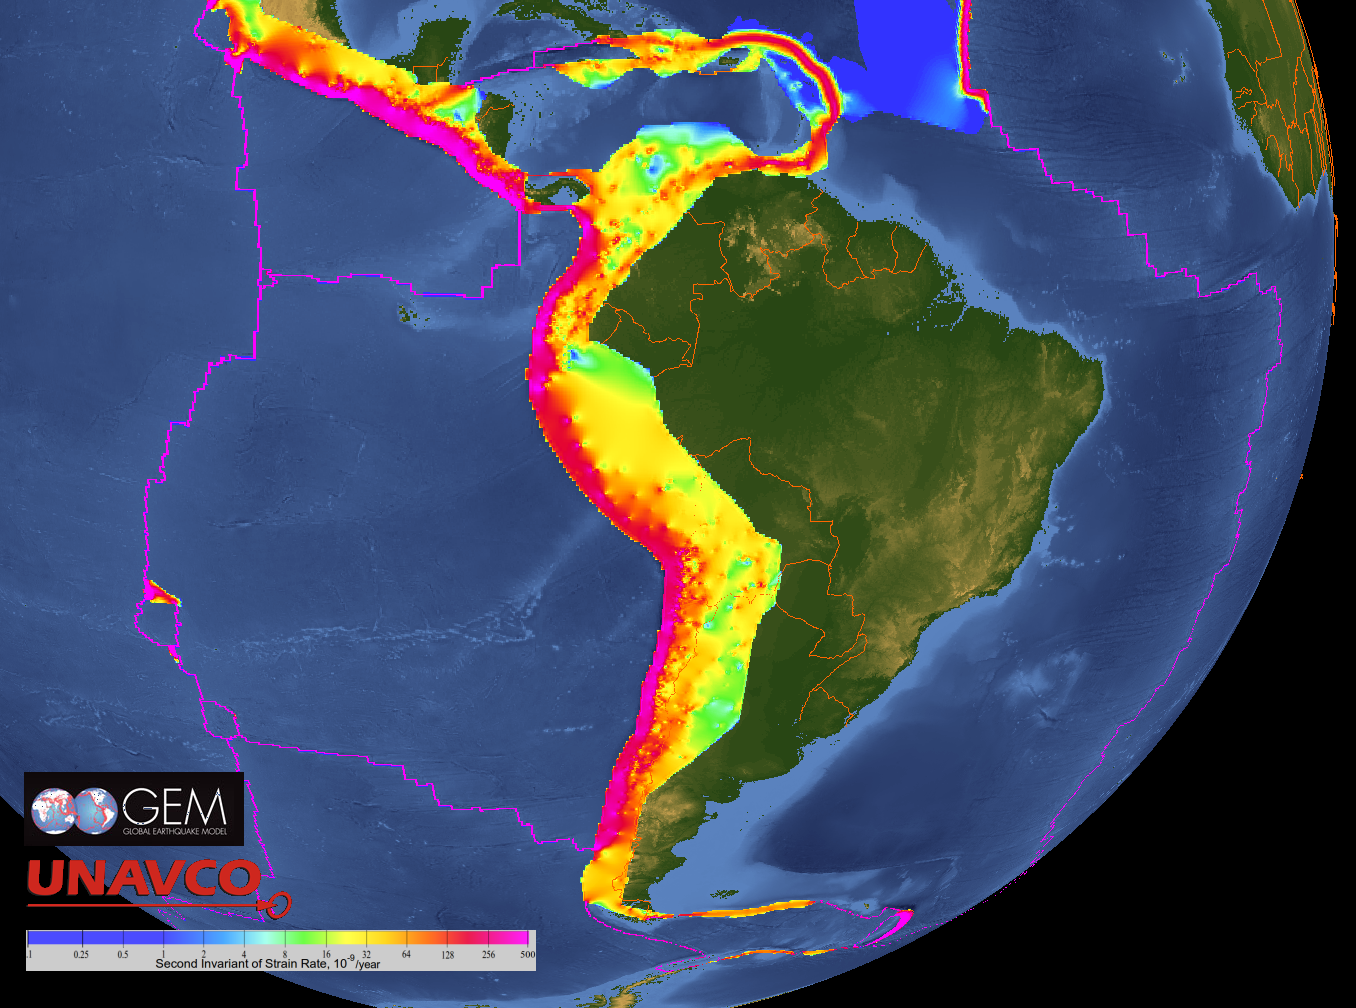 GEM
GLOBAL EARTHQUAKE MODEL
UNAVCO
.1 0.25 0.5 1 2 4 8 16 32 64 128 256 500
Second Invariant of Strain Rate, 10⁻⁹/year